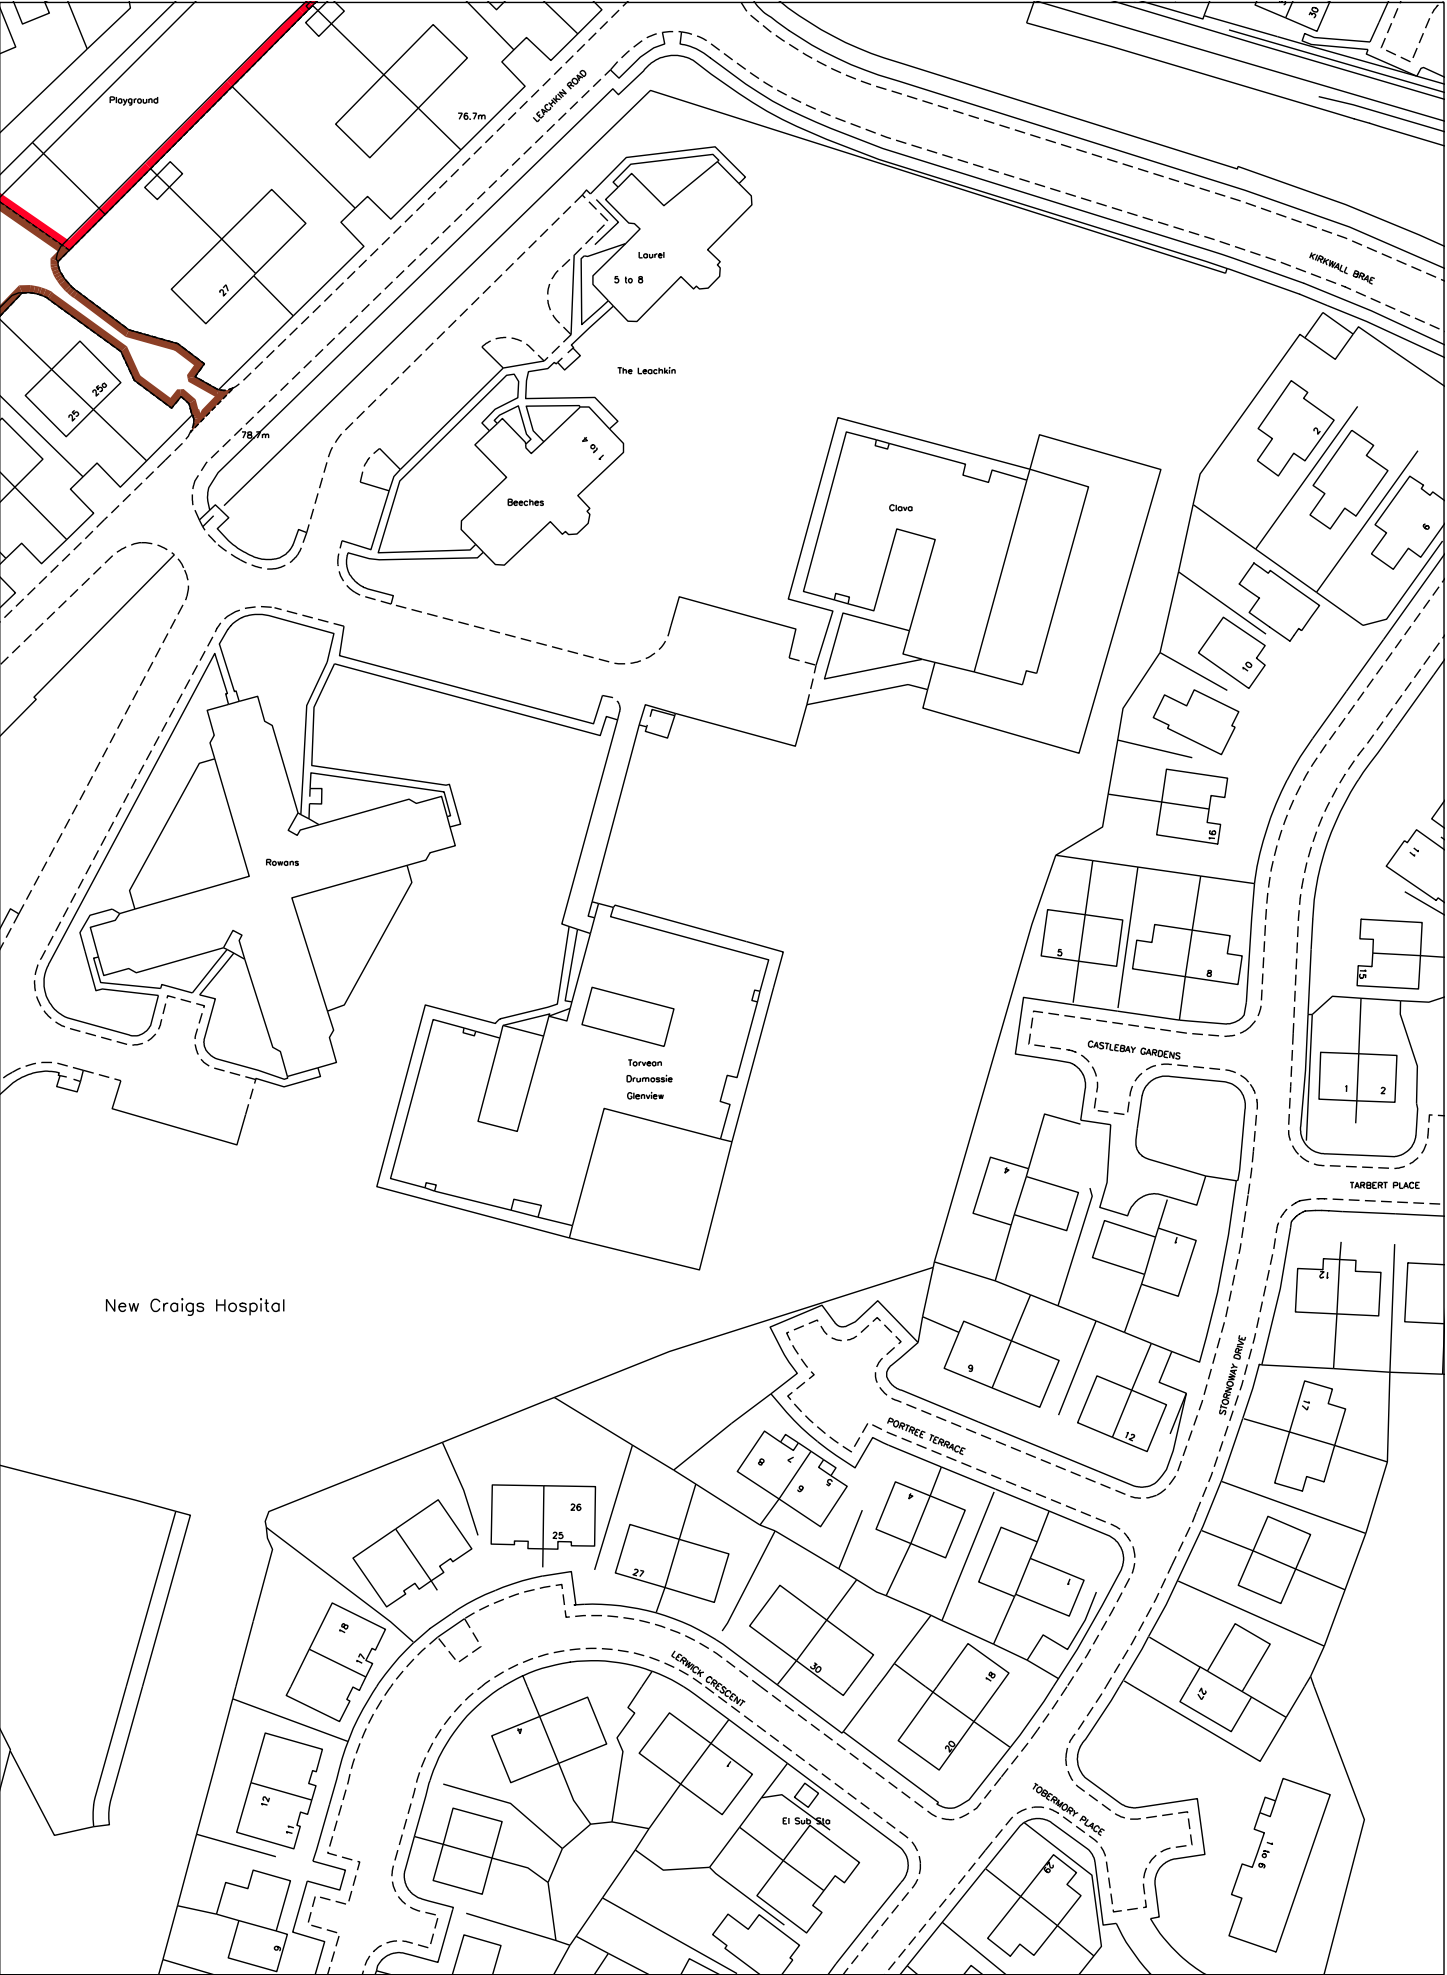 30
Playground
LEACHKIN ROAD
76.7m
KIRKWALL BRAE
Laurel
5 to 8
27
The Leachkin
25
25a
78.7m
1 to 4
Beeches
Clava
2
6
10
16
11
Rowans
5
8
15
CASTLEBAY GARDENS
Torvean
Drumossie
Glenview
1
2
TARBERT PLACE
4
1
12
New Craigs Hospital
STORNOWAY DRIVE
9
12
17
PORTREE TERRACE
8
7
6
5
4
26
25
27
1
18
17
30
18
20
27
LERWICK CRESCENT
4
1
12
11
El Sub Sta
TOBERMORY PLACE
1 to 6
29
9